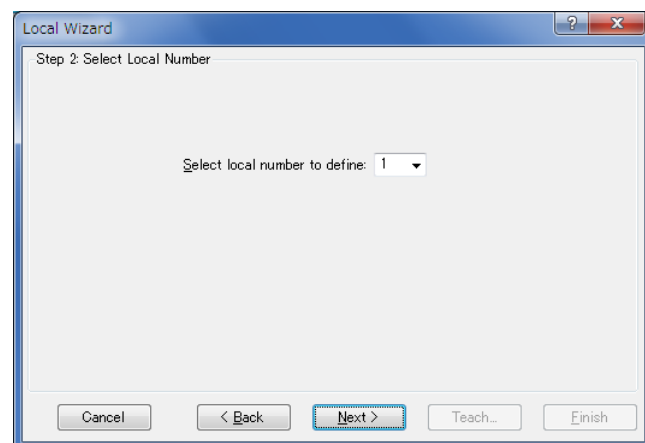 Local Wizard
Step 2: Select Local Number
Select local number to define: 1
Cancel < Back Next > Teach... Finish